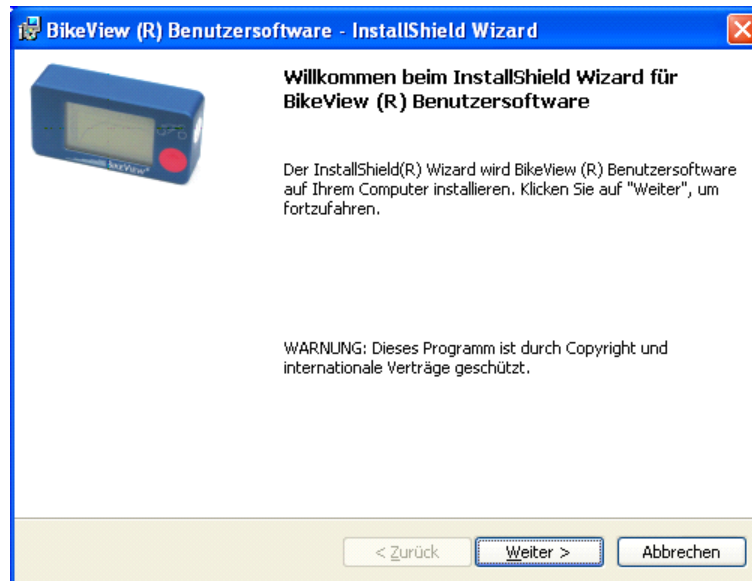 BikeView (R) Benutzersoftware - InstallShield Wizard
Willkommen beim InstallShield Wizard für
BikeView (R) Benutzersoftware
BikeView®
Der InstallShield(R) Wizard wird BikeView (R) Benutzersoftware
auf Ihrem Computer installieren. Klicken Sie auf "Weiter", um
fortzufahren.
WARNUNG: Dieses Programm ist durch Copyright und
internationale Verträge geschützt.
< Zurück
Weiter >
Abbrechen